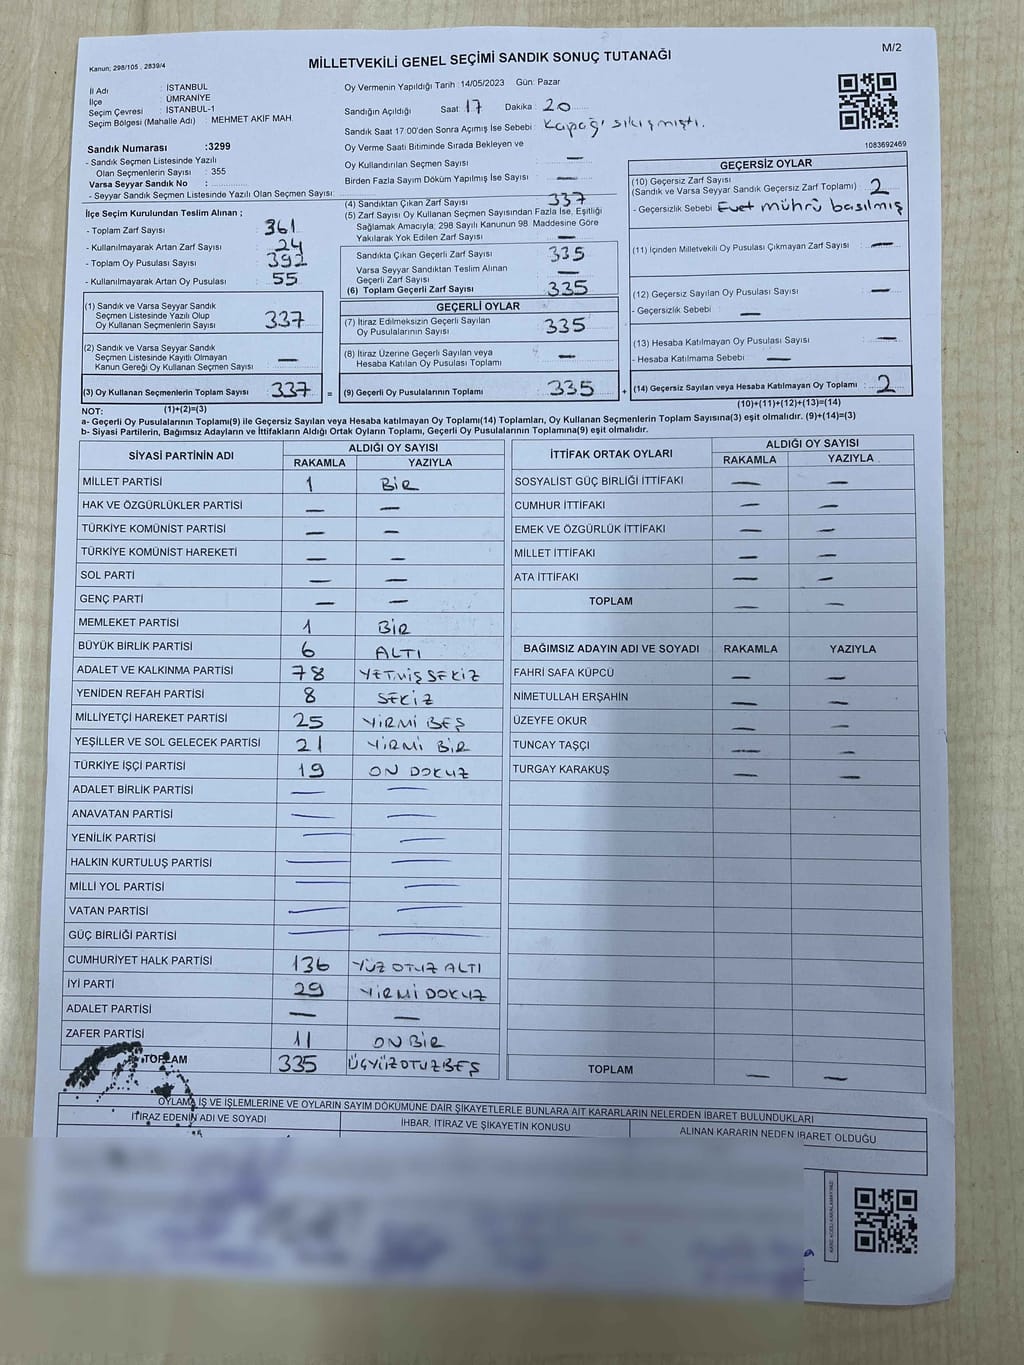 Kanun; 298/105 , 2839/4
MİLLETVEKİLİ GENEL SEÇİMİ SANDIK SONUÇ TUTANAĞI
M/2
İl Adı : İSTANBUL
İlçe : ÜMRANİYE
Seçim Çevresi : İSTANBUL-1
Seçim Bölgesi (Mahalle Adı) : MEHMET AKİF MAH.
Oy Vermenin Yapıldığı Tarih : 14/05/2023 Gün: Pazar
Sandığın Açıldığı Saat: 17 Dakika : 20
Sandık Saat 17:00'den Sonra Açımış İse Sebebi : Kapağı sıkışmıştı.
Sandık Numarası :3299
- Sandık Seçmen Listesinde Yazılı
Olan Seçmenlerin Sayısı : 355
Varsa Seyyar Sandık No :
- Seyyar Sandık Seçmen Listesinde Yazılı Olan Seçmen Sayısı:
Oy Verme Saati Bitiminde Sırada Bekleyen ve
Oy Kullandırılan Seçmen Sayısı —
Birden Fazla Sayım Döküm Yapılmış İse Sayısı —
1083692469
İlçe Seçim Kurulundan Teslim Alınan ;
- Toplam Zarf Sayısı : 361
- Kullanılmayarak Artan Zarf Sayısı : 24
- Toplam Oy Pusulası Sayısı : 392
- Kullanılmayarak Artan Oy Pusulası : 55
(1) Sandık ve Varsa Seyyar Sandık
Seçmen Listesinde Yazılı Olup
Oy Kullanan Seçmenlerin Sayısı : 337
(2) Sandık ve Varsa Seyyar Sandık
Seçmen Listesinde Kayıtlı Olmayan
Kanun Gereği Oy Kullanan Seçmen Sayısı : —
(3) Oy Kullanan Seçmenlerin Toplam Sayısı : 337 =
(4) Sandıktan Çıkan Zarf Sayısı : 337
(5) Zarf Sayısı Oy Kullanan Seçmen Sayısından Fazla İse, Eşitliği
Sağlamak Amacıyla; 298 Sayılı Kanunun 98. Maddesine Göre
Yakılarak Yok Edilen Zarf Sayısı : —
Sandıkta Çıkan Geçerli Zarf Sayısı : 335
Varsa Seyyar Sandıktan Teslim Alınan
Geçerli Zarf Sayısı : —
(6) Toplam Geçerli Zarf Sayısı : 335
GEÇERLİ OYLAR
(7) İtiraz Edilmeksizin Geçerli Sayılan
Oy Pusulalarının Sayısı : 335
(8) İtiraz Üzerine Geçerli Sayılan veya
Hesaba Katılan Oy Pusulası Toplamı : —
(9) Geçerli Oy Pusulalarının Toplamı : 335 +
GEÇERSİZ OYLAR
(10) Geçersiz Zarf Sayısı
(Sandık ve Varsa Seyyar Sandık Geçersiz Zarf Toplamı) : 2
- Geçersizlik Sebebi : Evet mührü basılmış
(11) İçinden Milletvekili Oy Pusulası Çıkmayan Zarf Sayısı : —
(12) Geçersiz Sayılan Oy Pusulası Sayısı : —
- Geçersizlik Sebebi : —
(13) Hesaba Katılmayan Oy Pusulası Sayısı : —
- Hesaba Katılmama Sebebi : —
(14) Geçersiz Sayılan veya Hesaba Katılmayan Oy Toplamı : 2
NOT: (1)+(2)=(3) (10)+(11)+(12)+(13)=(14)
a- Geçerli Oy Pusulalarının Toplamı(9) ile Geçersiz Sayılan veya Hesaba katılmayan Oy Toplamı(14) Toplamları, Oy Kullanan Seçmenlerin Toplam Sayısına(3) eşit olmalıdır. (9)+(14)=(3)
b- Siyasi Partilerin, Bağımsız Adayların ve İttifakların Aldığı Ortak Oyların Toplamı, Geçerli Oy Pusulalarının Toplamına(9) eşit olmalıdır.
SİYASİ PARTİNİN ADI ALDIĞI OY SAYISI
RAKAMLA YAZIYLA
MİLLET PARTİSİ 1 BİR
HAK VE ÖZGÜRLÜKLER PARTİSİ — —
TÜRKİYE KOMÜNİST PARTİSİ — —
TÜRKİYE KOMÜNİST HAREKETİ — —
SOL PARTİ — —
GENÇ PARTİ — —
MEMLEKET PARTİSİ 1 BİR
BÜYÜK BİRLİK PARTİSİ 6 ALTI
ADALET VE KALKINMA PARTİSİ 78 YETMİŞ SEKİZ
YENİDEN REFAH PARTİSİ 8 SEKİZ
MİLLİYETÇİ HAREKET PARTİSİ 25 YİRMİ BEŞ
YEŞİLLER VE SOL GELECEK PARTİSİ 21 YİRMİ BİR
TÜRKİYE İŞÇİ PARTİSİ 19 ON DOKUZ
ADALET BİRLİK PARTİSİ — —
ANAVATAN PARTİSİ — —
YENİLİK PARTİSİ — —
HALKIN KURTULUŞ PARTİSİ — —
MİLLİ YOL PARTİSİ — —
VATAN PARTİSİ — —
GÜÇ BİRLİĞİ PARTİSİ — —
CUMHURİYET HALK PARTİSİ 136 YÜZ OTUZ ALTI
İYİ PARTİ 29 YİRMİ DOKUZ
ADALET PARTİSİ — —
ZAFER PARTİSİ 11 ON BİR
TOPLAM 335 ÜÇYÜZOTUZBEŞ
İTTİFAK ORTAK OYLARI ALDIĞI OY SAYISI
RAKAMLA YAZIYLA
SOSYALİST GÜÇ BİRLİĞİ İTTİFAKI — —
CUMHUR İTTİFAKI — —
EMEK VE ÖZGÜRLÜK İTTİFAKI — —
MİLLET İTTİFAKI — —
ATA İTTİFAKI — —
TOPLAM — —
BAĞIMSIZ ADAYIN ADI VE SOYADI RAKAMLA YAZIYLA
FAHRİ SAFA KÜPCÜ — —
NİMETULLAH ERŞAHİN — —
ÜZEYFE OKUR — —
TUNCAY TAŞÇI — —
TURGAY KARAKUŞ — —
TOPLAM — —
OYLAMA İŞ VE İŞLEMLERİNE VE OYLARIN SAYIM DÖKÜMÜNE DAİR ŞİKAYETLERLE BUNLARA AİT KARARLARIN NELERDEN İBARET BULUNDUKLARI
İTİRAZ EDENİN ADI VE SOYADI
İHBAR, İTİRAZ VE ŞİKAYETİN KONUSU
ALINAN KARARIN NEDEN İBARET OLDUĞU